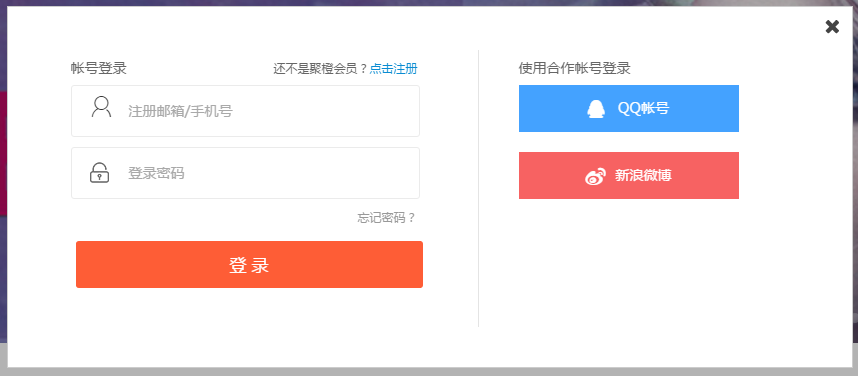 帐号登录
还不是聚橙会员？点击注册
注册邮箱/手机号
登录密码
忘记密码？
登 录
使用合作帐号登录
QQ帐号
新浪微博